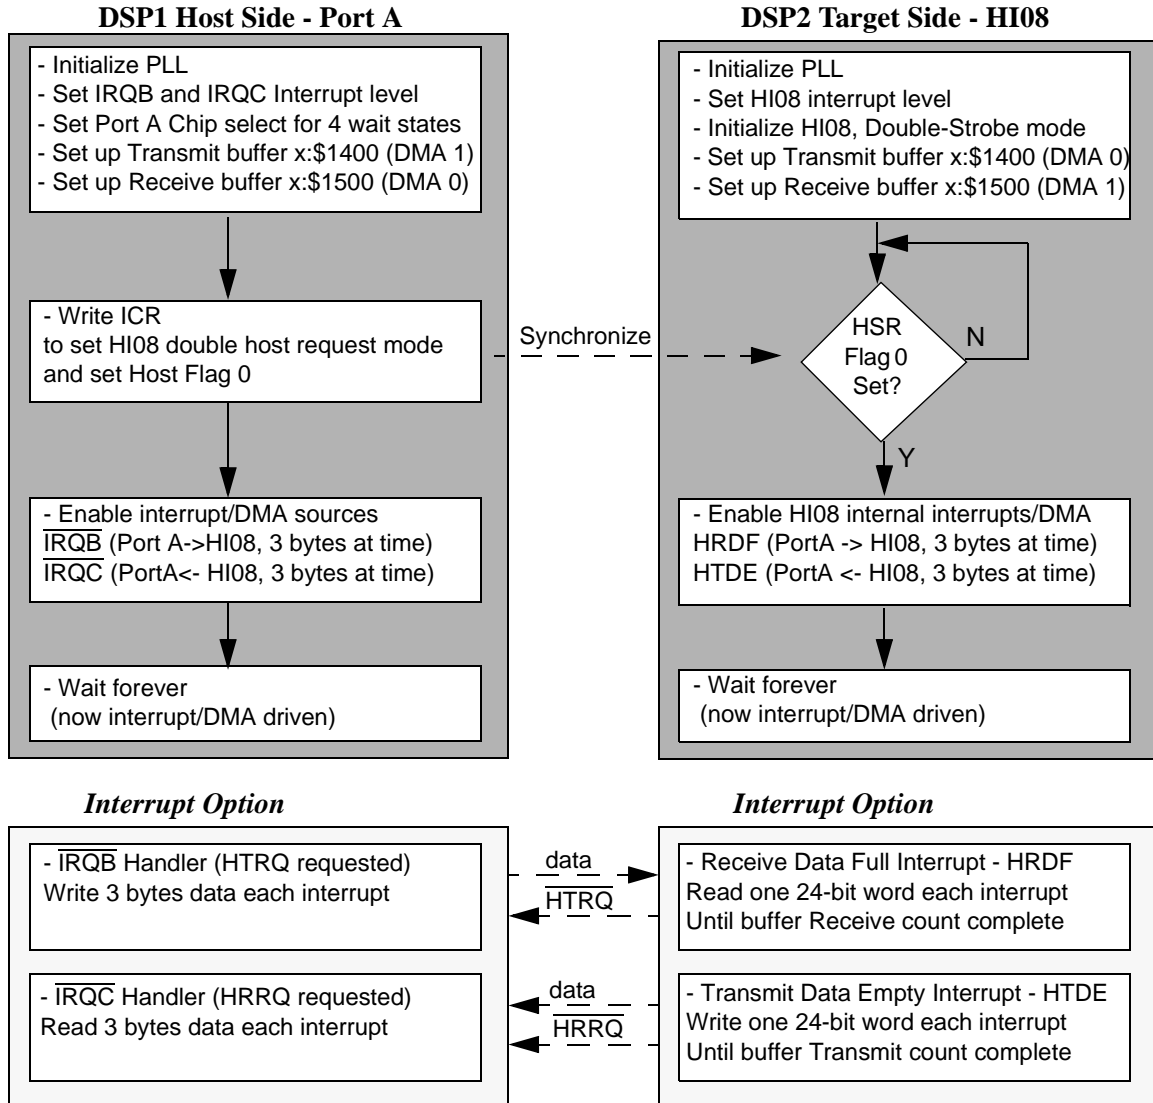 DSP1 Host Side - Port A
- Initialize PLL
- Set IRQB and IRQC Interrupt level
- Set Port A Chip select for 4 wait states
- Set up Transmit buffer x:$1400 (DMA 1)
- Set up Receive buffer x:$1500 (DMA 0)
- Write ICR
to set HI08 double host request mode
and set Host Flag 0
- Enable interrupt/DMA sources
IRQB (Port A->HI08, 3 bytes at time)
IRQC (PortA<- HI08, 3 bytes at time)
- Wait forever
(now interrupt/DMA driven)
Synchronize
DSP2 Target Side - HI08
- Initialize PLL
- Set HI08 interrupt level
- Initialize HI08, Double-Strobe mode
- Set up Transmit buffer x:$1400 (DMA 0)
- Set up Receive buffer x:$1500 (DMA 1)
HSR
Flag 0
Set?
N
Y
- Enable HI08 internal interrupts/DMA
HRDF (PortA -> HI08, 3 bytes at time)
HTDE (PortA <- HI08, 3 bytes at time)
- Wait forever
(now interrupt/DMA driven)
Interrupt Option
- IRQB Handler (HTRQ requested)
Write 3 bytes data each interrupt
- IRQC Handler (HRRQ requested)
Read 3 bytes data each interrupt
data
HTRQ
data
HRRQ
Interrupt Option
- Receive Data Full Interrupt - HRDF
Read one 24-bit word each interrupt
Until buffer Receive count complete
- Transmit Data Empty Interrupt - HTDE
Write one 24-bit word each interrupt
Until buffer Transmit count complete